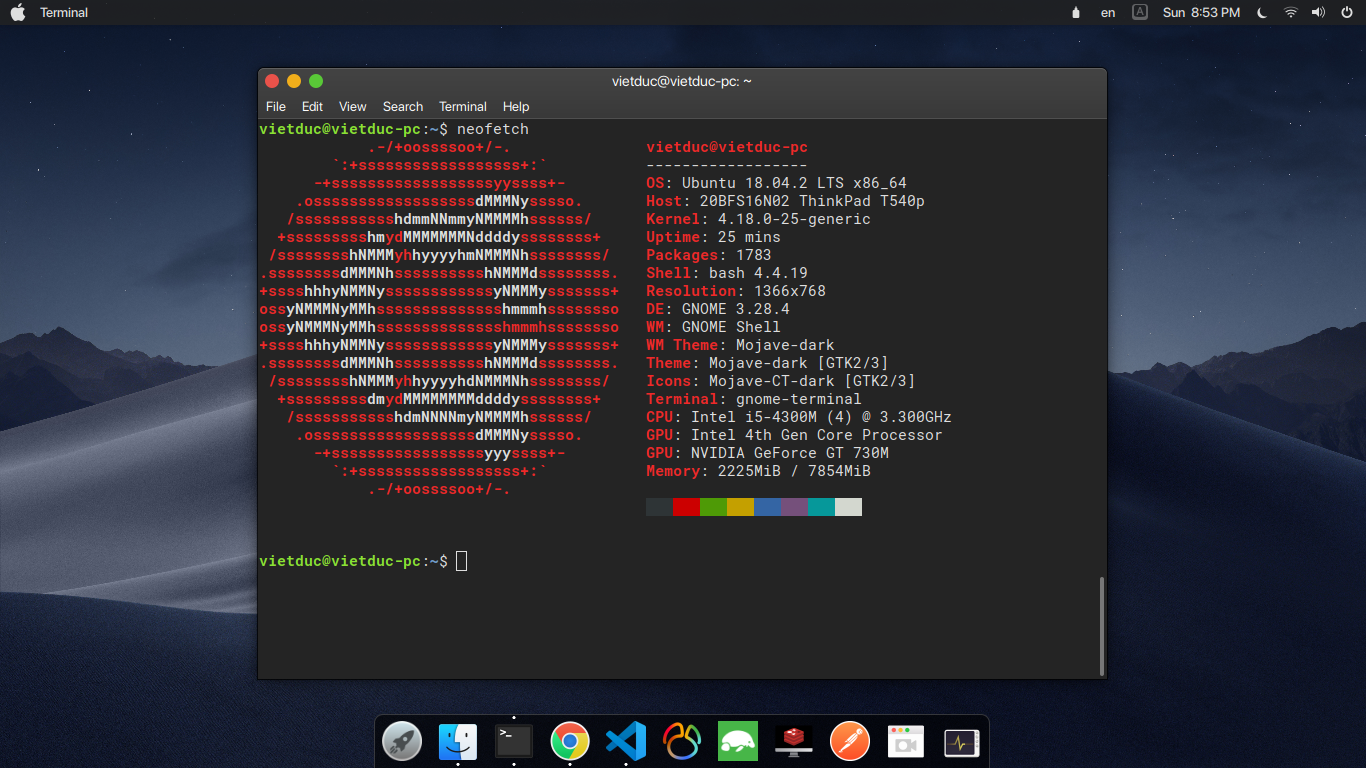 Terminal en A Sun 8:53 PM
vietduc@vietduc-pc: ~
File Edit View Search Terminal Help
vietduc@vietduc-pc:~$ neofetch
.-/+oossssoo+/-. vietduc@vietduc-pc
`:+ssssssssssssssssss+:` ------------------
-+ssssssssssssssssssyyssss+- OS: Ubuntu 18.04.2 LTS x86_64
.ossssssssssssssssssdMMMNysssso. Host: 20BFS16N02 ThinkPad T540p
/ssssssssssshdmmNNmmyNMMMMhssssss/ Kernel: 4.18.0-25-generic
+ssssssssshmydMMMMMMMNddddyssssssss+ Uptime: 25 mins
/sssssssshNMMMyhhyyyyhmNMMMNhssssssss/ Packages: 1783
.ssssssssdMMMNhsssssssssshNMMMdssssssss. Shell: bash 4.4.19
+sssshhhyNMMNyssssssssssssyNMMMysssssss+ Resolution: 1366x768
ossyNMMMNyMMhsssssssssssssshmmmhssssssso DE: GNOME 3.28.4
ossyNMMMNyMMhsssssssssssssshmmmhssssssso WM: GNOME Shell
+sssshhhyNMMNyssssssssssssyNMMMysssssss+ WM Theme: Mojave-dark
.ssssssssdMMMNhsssssssssshNMMMdssssssss. Theme: Mojave-dark [GTK2/3]
/sssssssshNMMMyhhyyyyhdNMMMNhssssssss/ Icons: Mojave-CT-dark [GTK2/3]
+sssssssssdmydMMMMMMMMddddyssssssss+ Terminal: gnome-terminal
/ssssssssssshdmNNNNmyNMMMMhssssss/ CPU: Intel i5-4300M (4) @ 3.300GHz
.ossssssssssssssssssdMMMNysssso. GPU: Intel 4th Gen Core Processor
-+sssssssssssssssssyyyssss+- GPU: NVIDIA GeForce GT 730M
`:+ssssssssssssssssss+:` Memory: 2225MiB / 7854MiB
.-/+oossssoo+/-.
vietduc@vietduc-pc:~$
>_